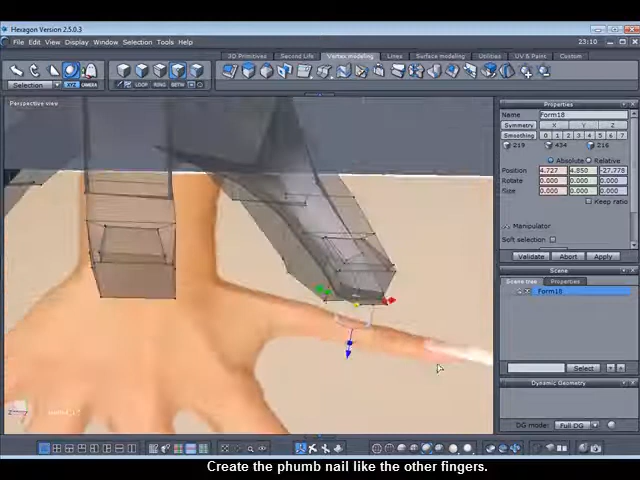 Hexagon Version 2.5.0.3
23:10
File Edit View Display Window Selection Tools Help
3D Primitives Second Life Vertex modeling Lines Surface modeling Utilities UV & Paint Custom
Selection XYZ CAMERA LOOP RING BETW
Perspective view
Properties
Name Form18
Symmetry X Y Z
Smoothing 0 1 2 3 4 5 6 7
219 434 216
Absolute Relative
Position 4.727 4.850 -27.778
Rotate 0.000 0.000 0.000
Size 0.000 0.000 0.000
Keep ratio
Manipulator
Soft selection
Validate Abort Apply
Scene
Scene tree Properties
Form18
Select
Dynamic Geometry
DG mode: Full DG
Create the phumb nail like the other fingers.